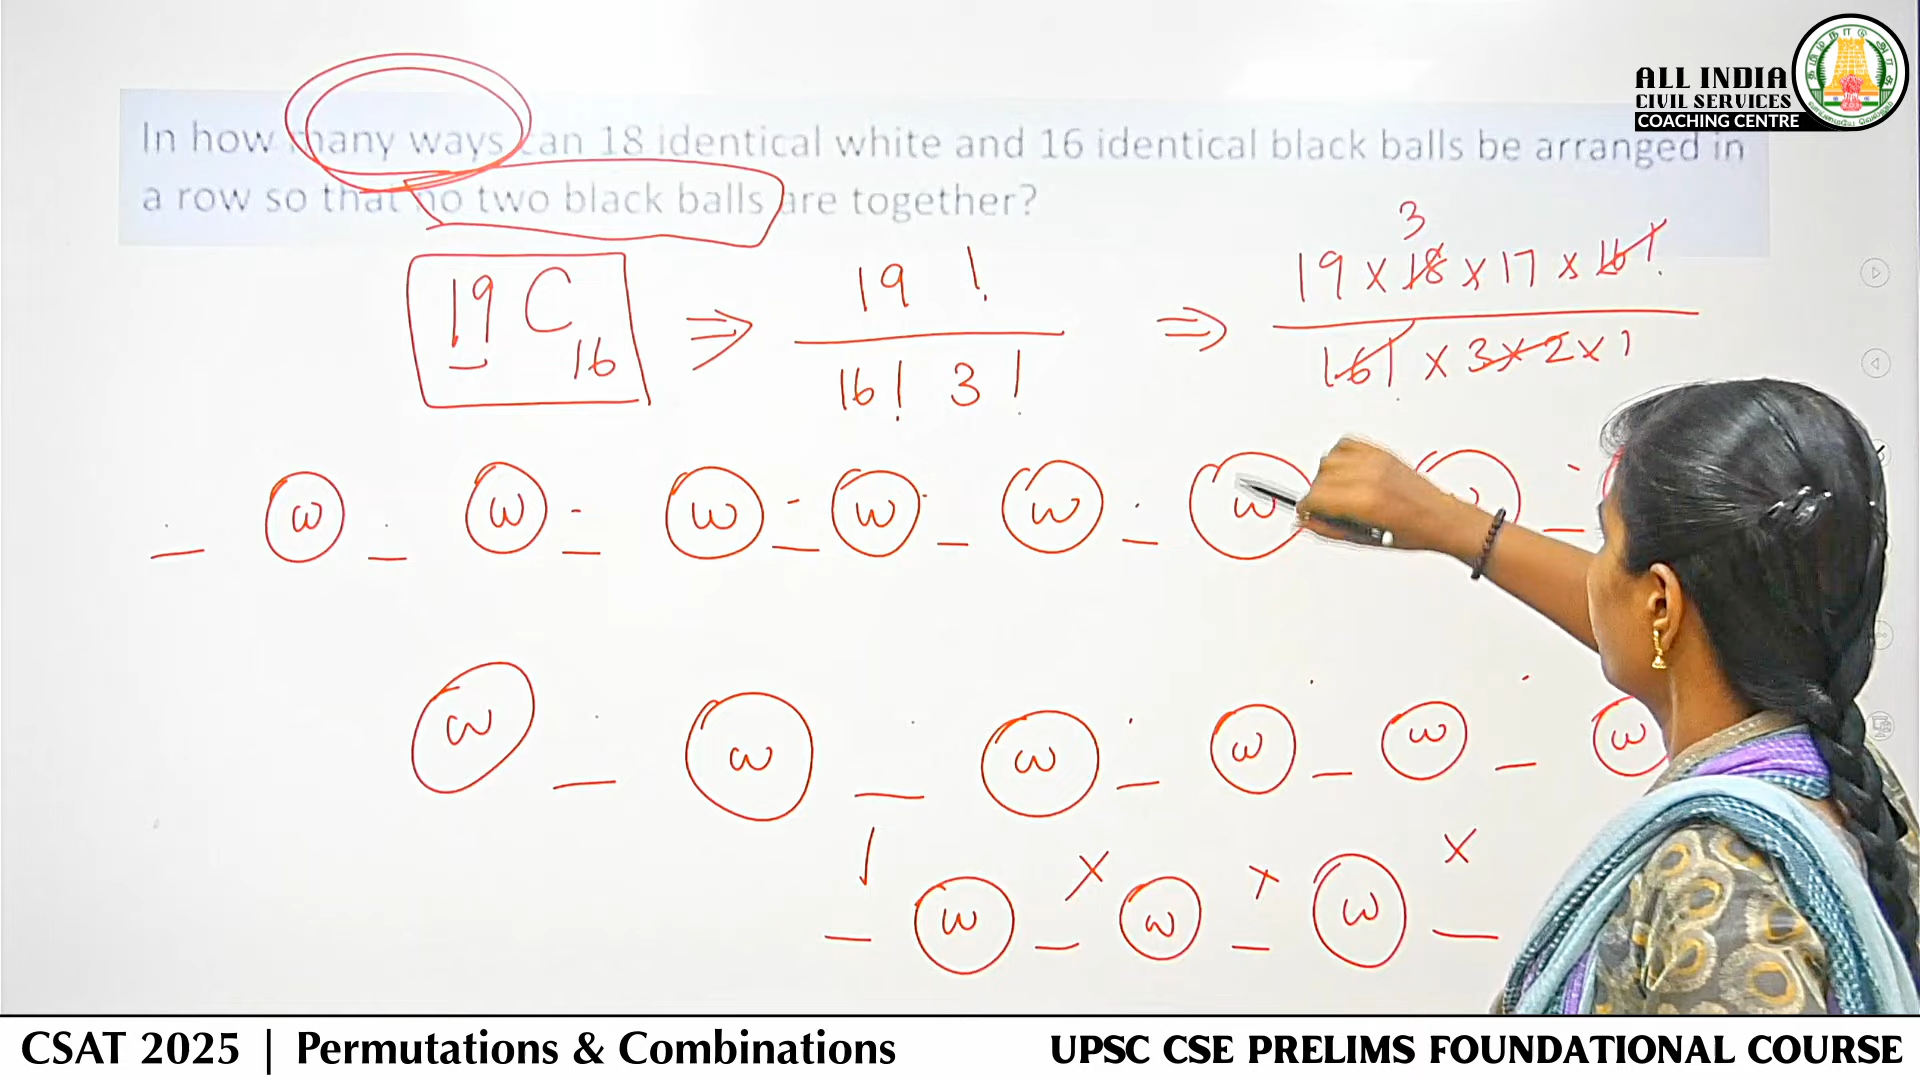 ALL INDIA
CIVIL SERVICES
COACHING CENTRE
In how many ways can 18 identical white and 16 identical black balls be arranged in
a row so that no two black balls are together?
19 C 16 ⇒ 19 ! / 16 ! 3 ! ⇒ 19 × 18 × 17 × 16 ! / 16 ! × 3 × 2 × 1
3
_ W _ W _ W _ W _ W _ W
W _ W _ W _ W _ W _ W
_ W _ W _ W _
CSAT 2025 | Permutations & Combinations
UPSC CSE PRELIMS FOUNDATIONAL COURSE